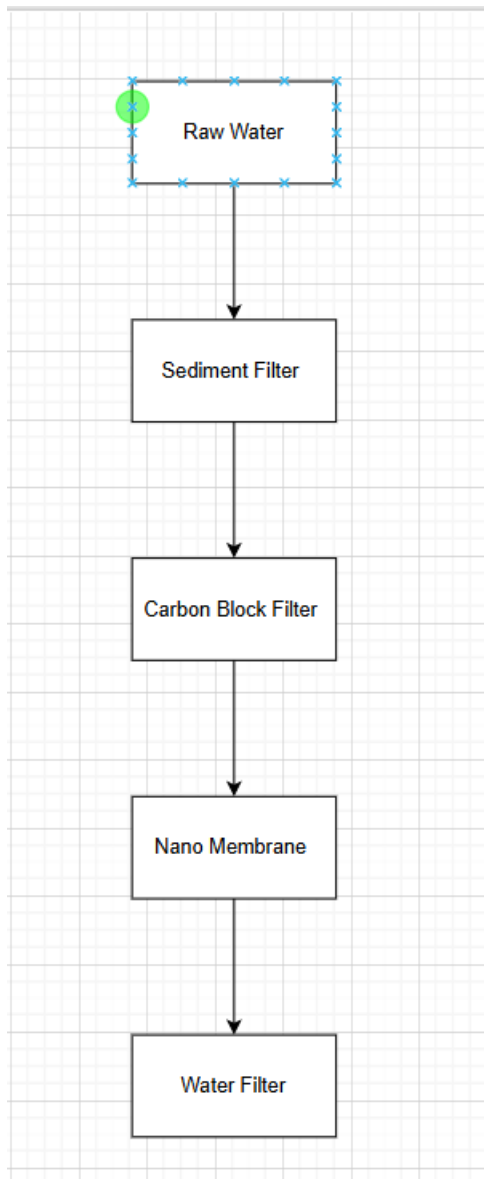 Raw Water
Sediment Filter
Carbon Block Filter
Nano Membrane
Water Filter